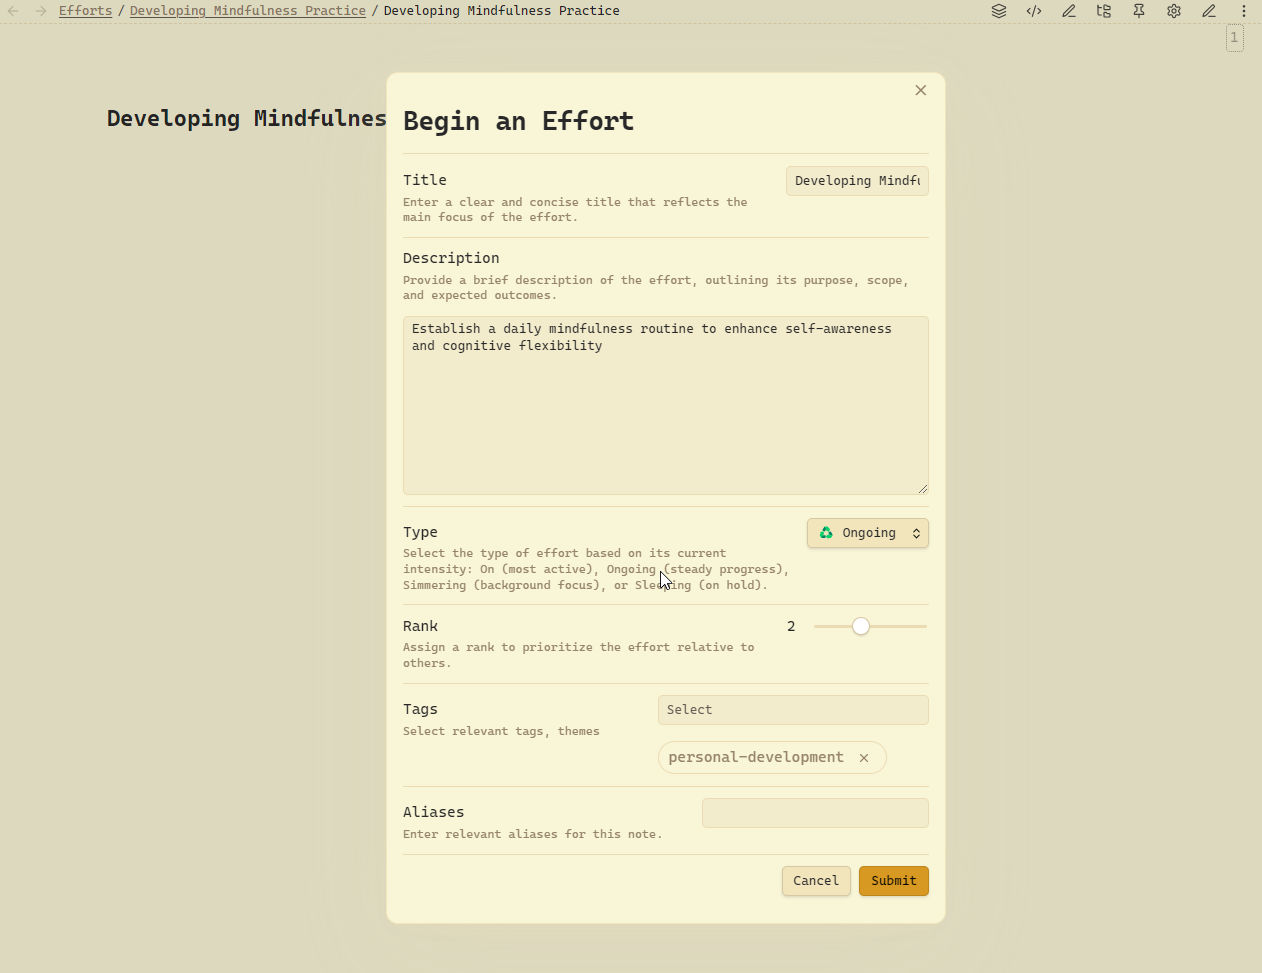 Efforts / Developing Mindfulness Practice / Developing Mindfulness Practice
1
Developing Mindfulnes
Begin an Effort
Title
Developing Mindfu
Enter a clear and concise title that reflects the
main focus of the effort.
Description
Provide a brief description of the effort, outlining its purpose, scope,
and expected outcomes.
Establish a daily mindfulness routine to enhance self-awareness
and cognitive flexibility
Type
Ongoing
Select the type of effort based on its current
intensity: On (most active), Ongoing (steady progress),
Simmering (background focus), or Sleeping (on hold).
Rank
2
Assign a rank to prioritize the effort relative to
others.
Tags
Select
Select relevant tags, themes
personal-development
Aliases
Enter relevant aliases for this note.
Cancel
Submit